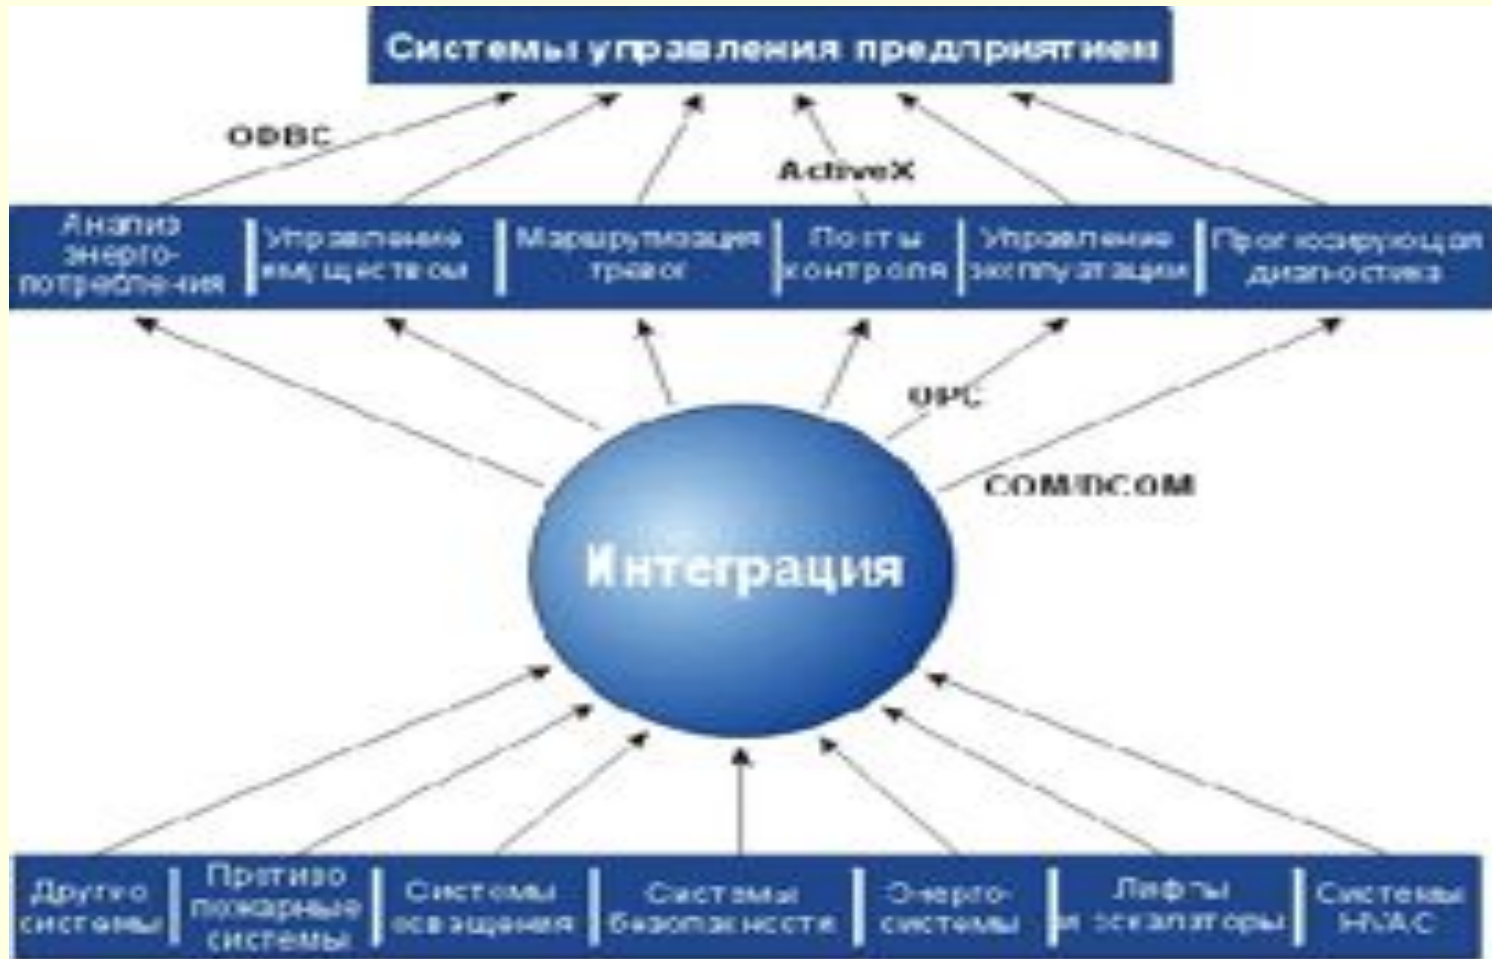 Системы управления предприятием
ODBC
ActiveX
Анализ
энерго-
потребления
Управление
имуществом
Маршрутизация
тревог
Посты
контроля
Управление
эксплуатации
Прогнозирующая
диагностика
OPC
COM/DCOM
Интеграция
Другие
системы
Противо
пожарные
системы
Системы
освещения
Системы
безопасности
Энерго-
системы
Лифты
и эскалаторы
Системы
HVAC